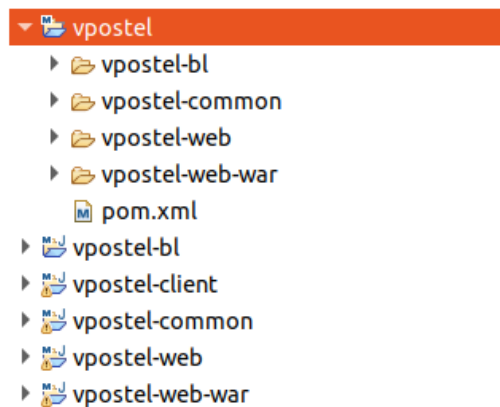 vpostel
vpostel-bl
vpostel-common
vpostel-web
vpostel-web-war
pom.xml
vpostel-bl
vpostel-client
vpostel-common
vpostel-web
vpostel-web-war